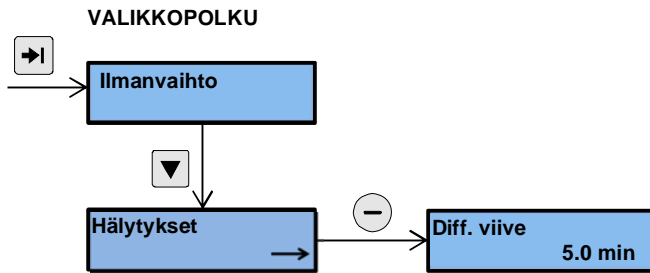 VALIKKOPOLKU
Ilmanvaihto
Hälytykset
Diff. viive
5.0 min